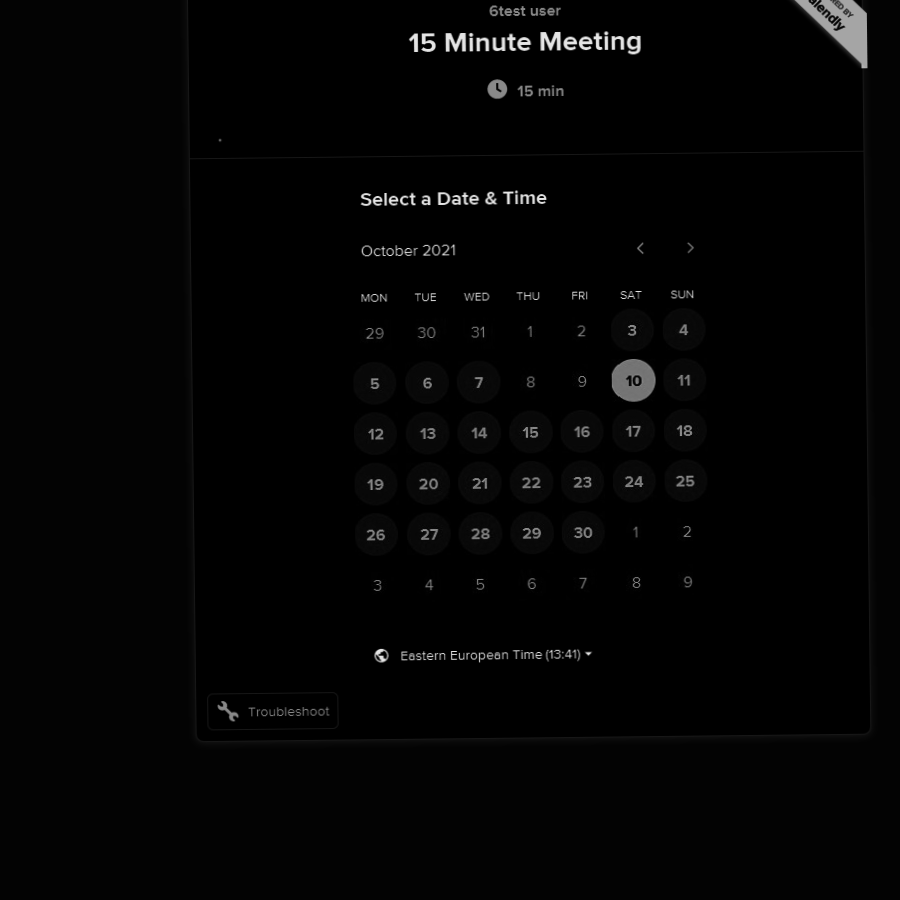 6test user
15 Minute Meeting
15 min
Select a Date & Time
October 2021
MON TUE WED THU FRI SAT SUN
29 30 31 1 2 3 4
5 6 7 8 9 10 11
12 13 14 15 16 17 18
19 20 21 22 23 24 25
26 27 28 29 30 1 2
3 4 5 6 7 8 9
Eastern European Time (13:41)
Troubleshoot